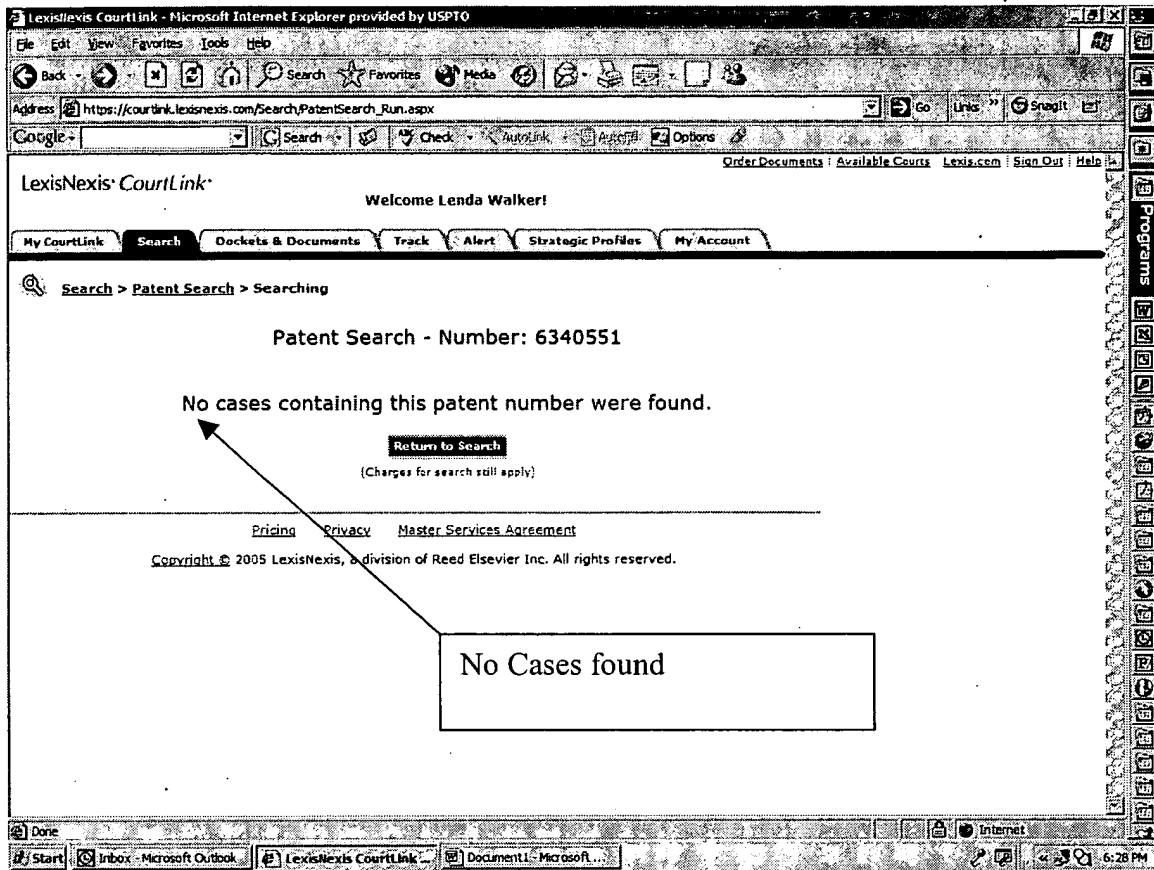 LexisNexis CourtLink - Microsoft Internet Explorer provided by USPTO
File Edit View Favorites Tools Help
Back Search Favorites Media
Address https://courtlink.lexisnexis.com/Search/PatentSearch_Run.aspx Go Links » SnagIt
Google Search Check AutoLink AutoFill Options
Order Documents Available Courts Lexis.com Sign Out Help
LexisNexis CourtLink
Welcome Lenda Walker!
My CourtLink Search Dockets & Documents Track Alert Strategic Profiles My Account
Search > Patent Search > Searching
Patent Search - Number: 6340551
No cases containing this patent number were found.
Return to Search
(Charges for search still apply)
Pricing Privacy Master Services Agreement
Copyright © 2005 LexisNexis, a division of Reed Elsevier Inc. All rights reserved.
No Cases found
Programs
Done Internet
Start Inbox - Microsoft Outlook LexisNexis CourtLink ... Document1 - Microsoft ... « 6:28 PM